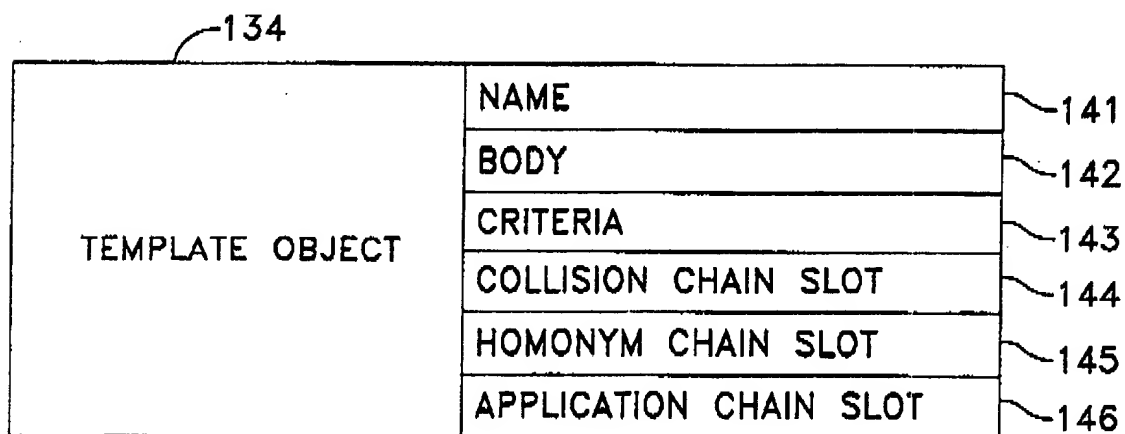 134
NAME
141
BODY
142
CRITERIA
143
TEMPLATE OBJECT
COLLISION CHAIN SLOT
144
HOMONYM CHAIN SLOT
145
APPLICATION CHAIN SLOT
146